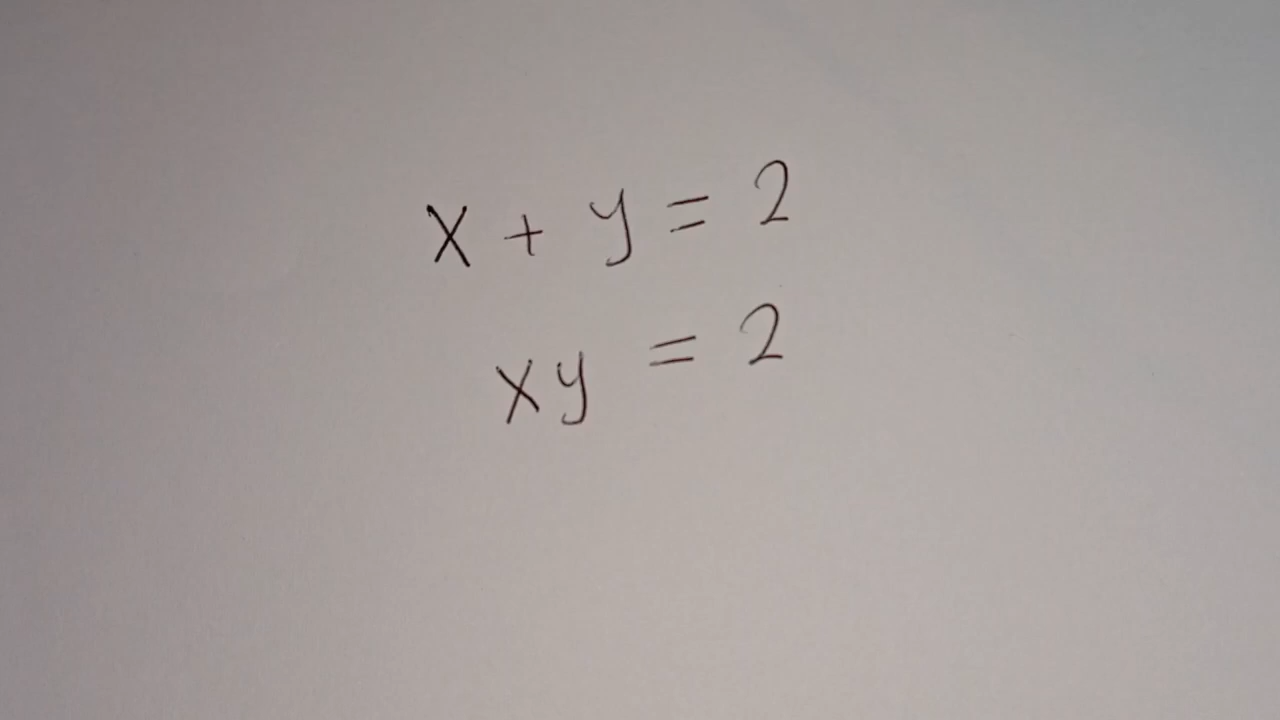 x + y = 2
xy = 2